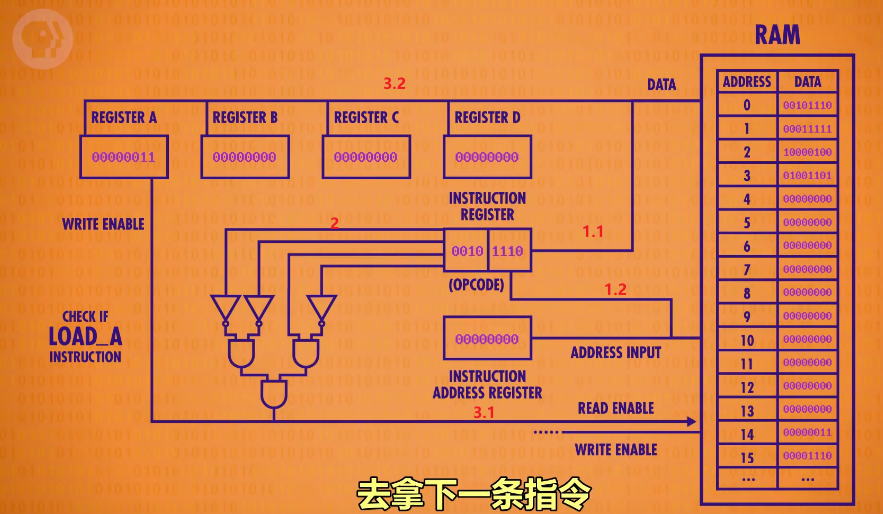 RAM
3.2
DATA
ADDRESS DATA
REGISTER A
REGISTER B
REGISTER C
REGISTER D
00000011
00000000
00000000
00000000
0 00101110
1 00011111
2 10000100
3 01001101
4 00000000
5 00000000
6 00000000
7 00000000
8 00000000
9 00000000
10 00000000
11 00000000
12 00000000
13 00000000
14 00000011
15 00001110
... ...
INSTRUCTION
REGISTER
WRITE ENABLE
2
1.1
0010 1110
(OPCODE)
1.2
CHECK IF
LOAD_A
INSTRUCTION
00000000
ADDRESS INPUT
INSTRUCTION
ADDRESS REGISTER
3.1
READ ENABLE
WRITE ENABLE
去拿下一条指令